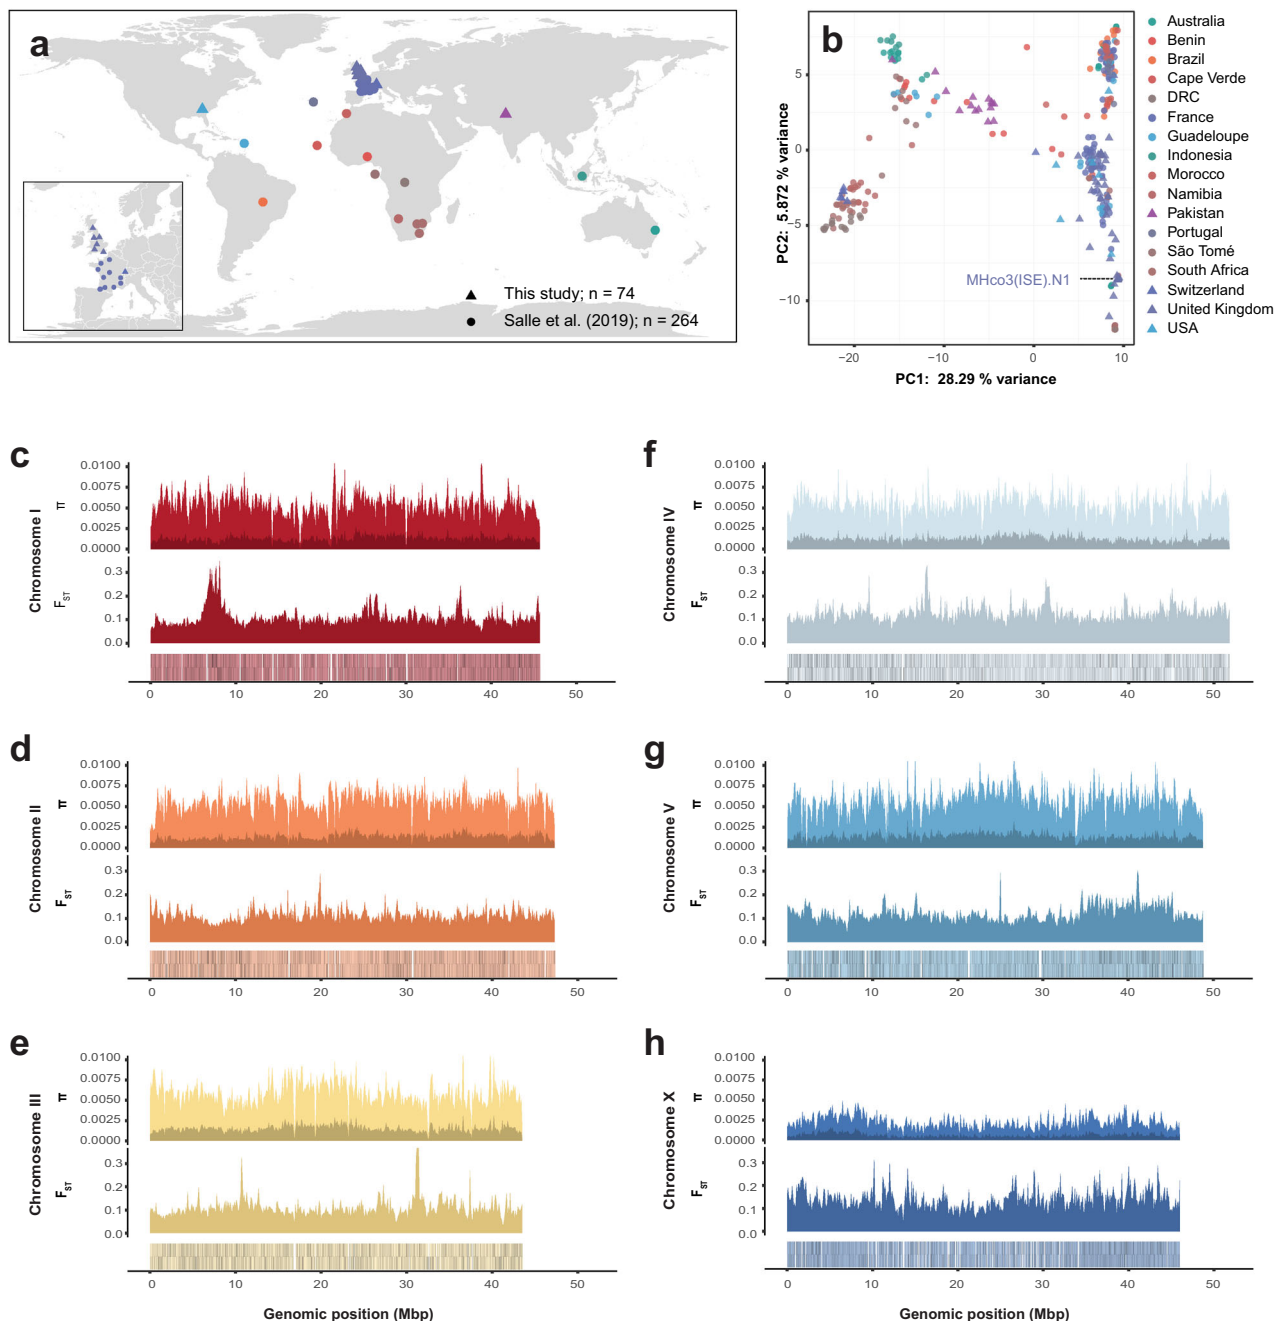 a
This study; n = 74
Salle et al. (2019); n = 264
b
PC2: 5.872 % variance
5
0
−5
−10
MHco3(ISE).N1
−20
−10
0
10
PC1: 28.29 % variance
Australia
Benin
Brazil
Cape Verde
DRC
France
Guadeloupe
Indonesia
Morocco
Namibia
Pakistan
Portugal
São Tomé
South Africa
Switzerland
United Kingdom
USA
c
Chromosome I
π
0.0100
0.0075
0.0050
0.0025
0.0000
FST
0.3
0.2
0.1
0.0
0 10 20 30 40 50
d
Chromosome II
π
0.0100
0.0075
0.0050
0.0025
0.0000
FST
0.3
0.2
0.1
0.0
0 10 20 30 40 50
e
Chromosome III
π
0.0100
0.0075
0.0050
0.0025
0.0000
FST
0.3
0.2
0.1
0.0
0 10 20 30 40 50
Genomic position (Mbp)
f
Chromosome IV
π
0.0100
0.0075
0.0050
0.0025
0.0000
FST
0.3
0.2
0.1
0.0
0 10 20 30 40 50
g
Chromosome V
π
0.0100
0.0075
0.0050
0.0025
0.0000
FST
0.3
0.2
0.1
0.0
0 10 20 30 40 50
h
Chromosome X
π
0.0100
0.0075
0.0050
0.0025
0.0000
FST
0.3
0.2
0.1
0.0
0 10 20 30 40 50
Genomic position (Mbp)